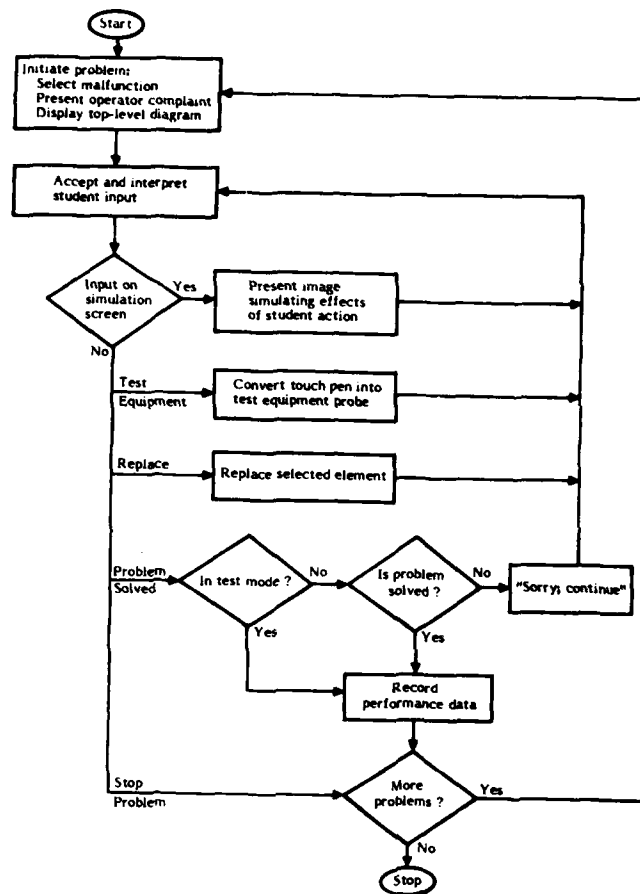 Start
Initiate problem:
Select malfunction
Present operator complaint
Display top-level diagram
Accept and interpret
student input
Input on
simulation
screen
Yes
No
Present image
simulating effects
of student action
Test
Equipment
Convert touch pen into
test equipment probe
Replace
Replace selected element
Problem
Solved
In test mode ?
No
Yes
Is problem
solved ?
No
Yes
"Sorry; continue"
Record
performance data
Stop
Problem
More
problems ?
Yes
No
Stop